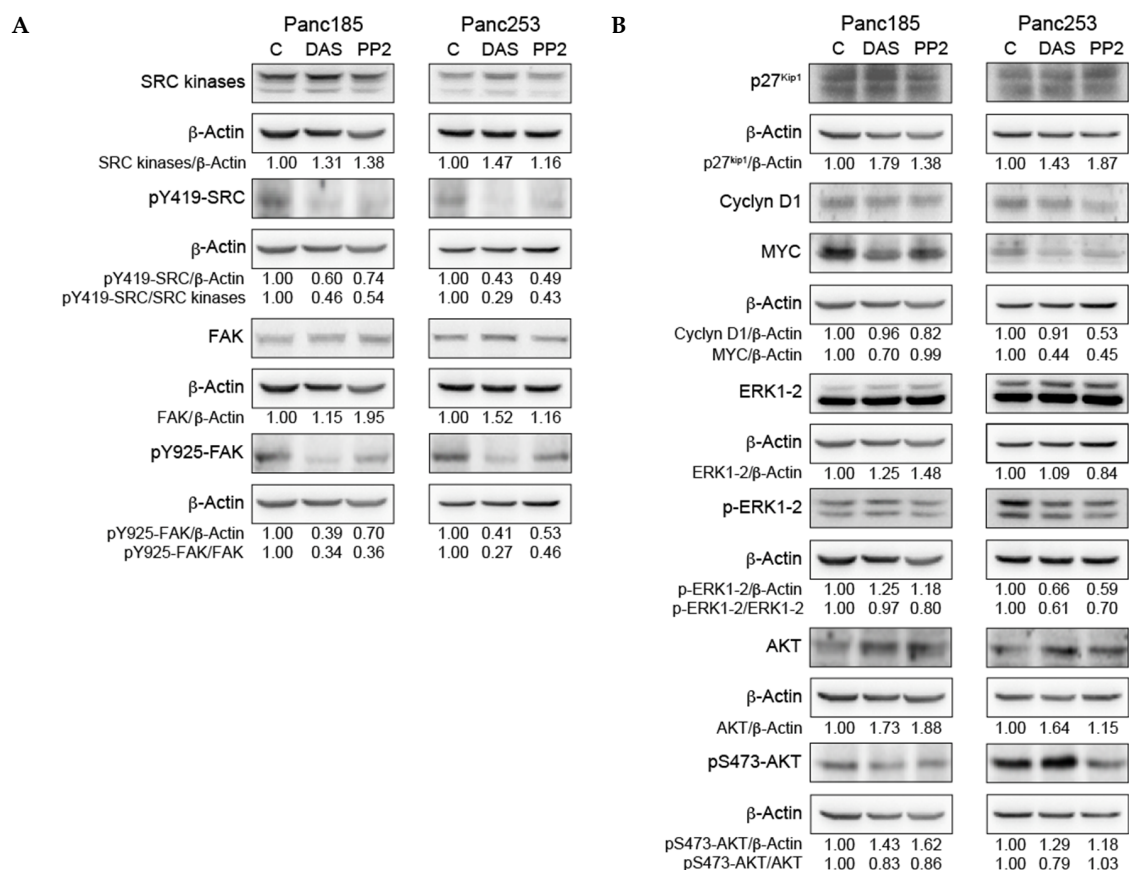 A
Panc185 Panc253
C DAS PP2 C DAS PP2
SRC kinases
β-Actin
SRC kinases/β-Actin 1.00 1.31 1.38 1.00 1.47 1.16
pY419-SRC
β-Actin
pY419-SRC/β-Actin 1.00 0.60 0.74 1.00 0.43 0.49
pY419-SRC/SRC kinases 1.00 0.46 0.54 1.00 0.29 0.43
FAK
β-Actin
FAK/β-Actin 1.00 1.15 1.95 1.00 1.52 1.16
pY925-FAK
β-Actin
pY925-FAK/β-Actin 1.00 0.39 0.70 1.00 0.41 0.53
pY925-FAK/FAK 1.00 0.34 0.36 1.00 0.27 0.46
B
Panc185 Panc253
C DAS PP2 C DAS PP2
p27Kip1
β-Actin
p27kip1/β-Actin 1.00 1.79 1.38 1.00 1.43 1.87
Cyclyn D1
MYC
β-Actin
Cyclyn D1/β-Actin 1.00 0.96 0.82 1.00 0.91 0.53
MYC/β-Actin 1.00 0.70 0.99 1.00 0.44 0.45
ERK1-2
β-Actin
ERK1-2/β-Actin 1.00 1.25 1.48 1.00 1.09 0.84
p-ERK1-2
β-Actin
p-ERK1-2/β-Actin 1.00 1.25 1.18 1.00 0.66 0.59
p-ERK1-2/ERK1-2 1.00 0.97 0.80 1.00 0.61 0.70
AKT
β-Actin
AKT/β-Actin 1.00 1.73 1.88 1.00 1.64 1.15
pS473-AKT
β-Actin
pS473-AKT/β-Actin 1.00 1.43 1.62 1.00 1.29 1.18
pS473-AKT/AKT 1.00 0.83 0.86 1.00 0.79 1.03